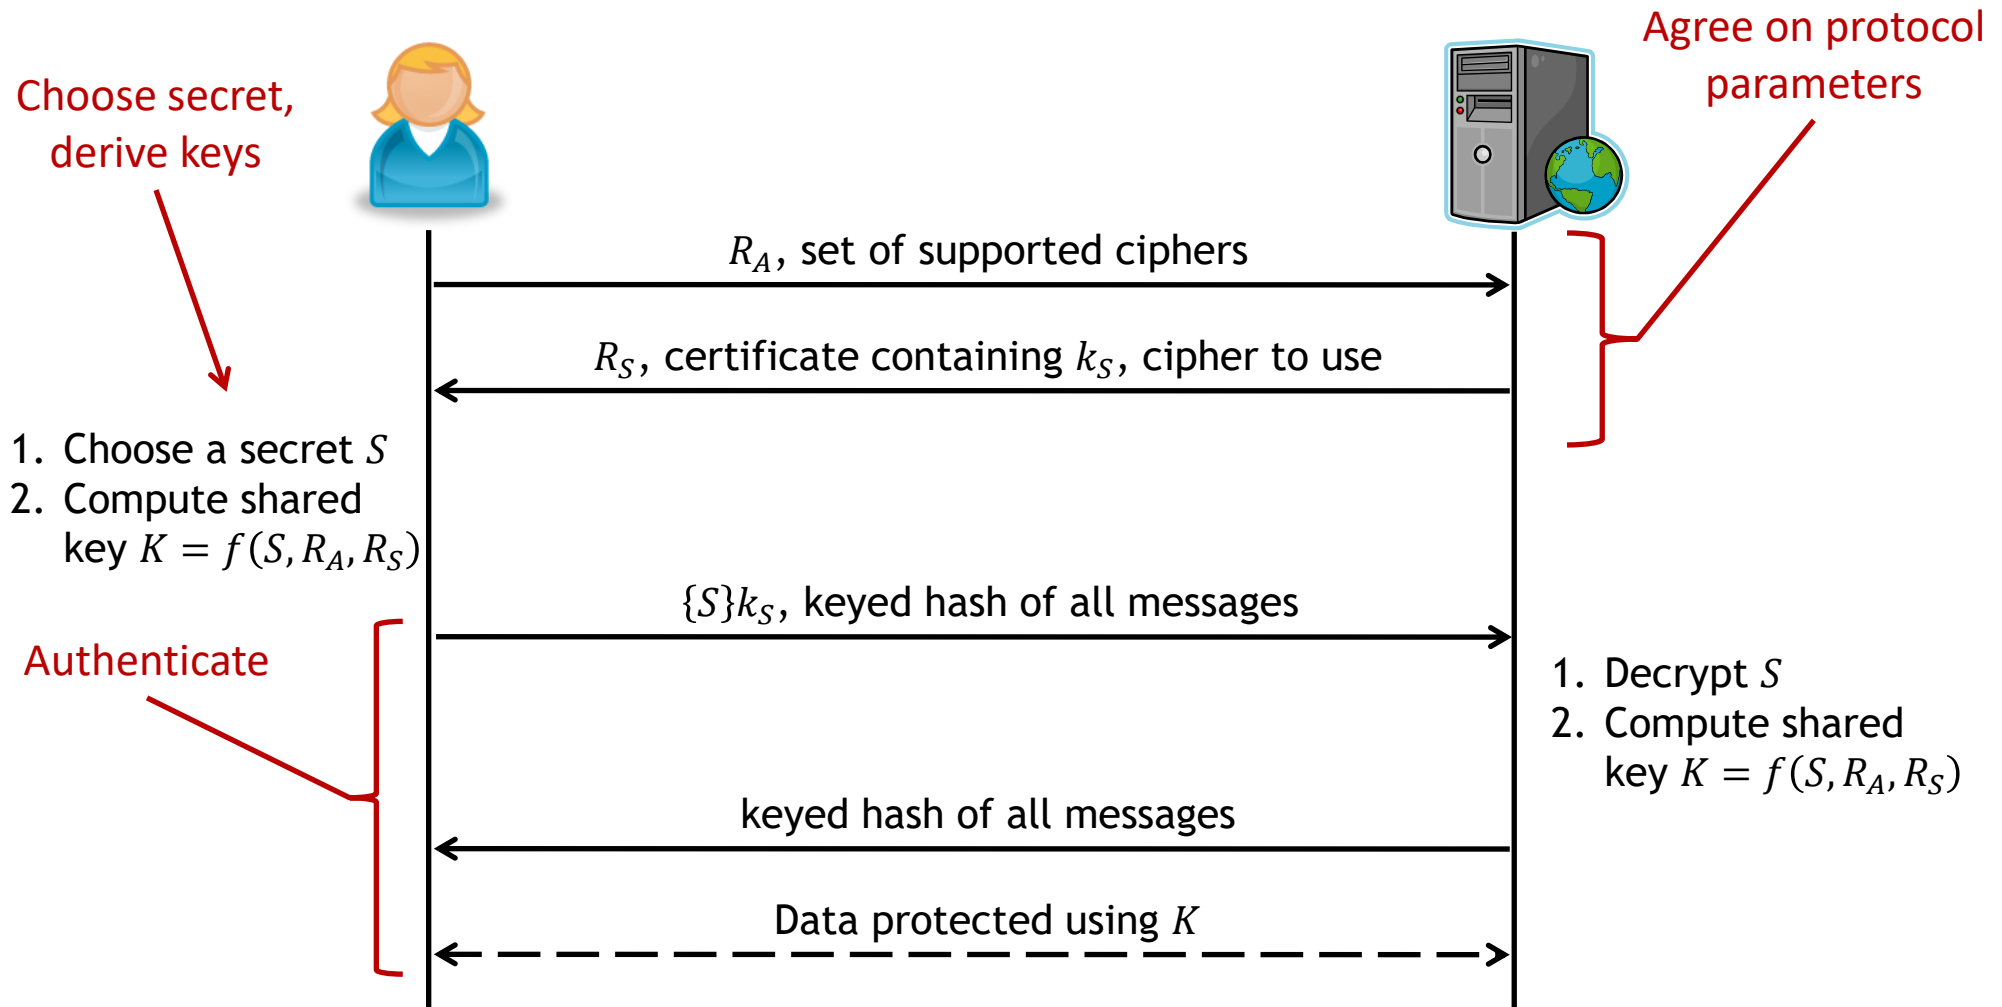 Agree on protocol
parameters
Choose secret,
derive keys
R_A, set of supported ciphers
R_S, certificate containing k_S, cipher to use
1. Choose a secret S
2. Compute shared
key K = f(S, R_A, R_S)
{S}k_S, keyed hash of all messages
Authenticate
1. Decrypt S
2. Compute shared
key K = f(S, R_A, R_S)
keyed hash of all messages
Data protected using K